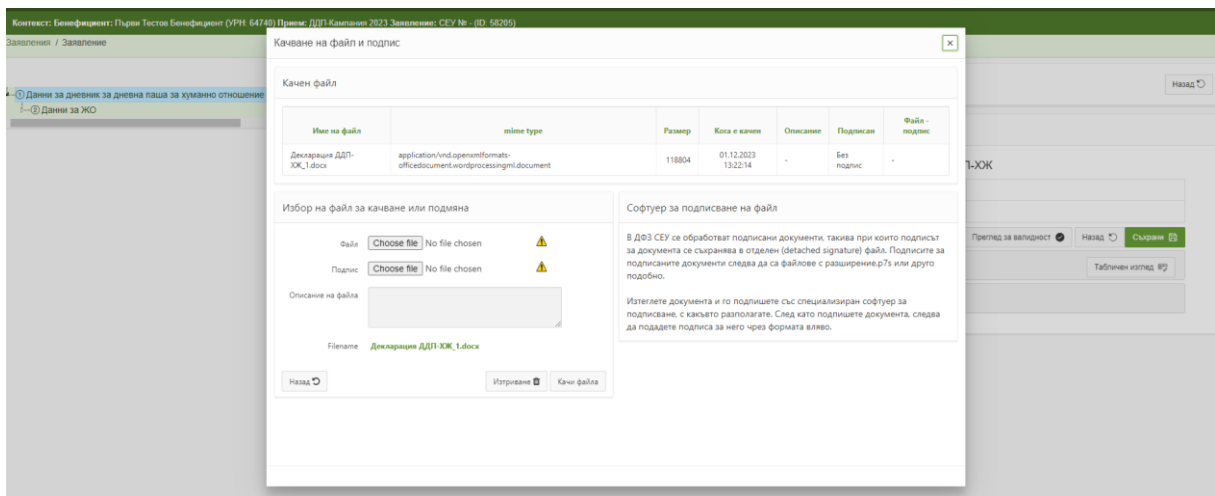 Контекст: Бенефициент: Първи Тестов Бенефициент (УРН: 64740) Прием: ДДП-Кампания 2023 Заявление: СЕУ № - (ID: 58205)
Заявления / Заявление
Назад
① Данни за дневник за дневна паша за хуманно отношение
② Данни за ЖО
Качване на файл и подпис
Качен файл
Име на файл mime type Размер Кога е качен Описание Подписан Файл - подпис
Декларация ДДП-ХЖ_1.docx application/vnd.openxmlformats-officedocument.wordprocessingml.document 118804 01.12.2023 13:22:14 - Без подпис -
Избор на файл за качване или подмяна
Файл Choose file No file chosen
Подпис Choose file No file chosen
Описание на файла
Filename Декларация ДДП-ХЖ_1.docx
Назад Изтриване Качи файла
Софтуер за подписване на файл
В ДФЗ СЕУ се обработват подписани документи, такива при които подписът
за документа се съхранява в отделен (detached signature) файл. Подписите за
подписаните документи следва да са файлове с разширение.p7s или друго
подобно.
Изтеглете документа и го подпишете със специализиран софтуер за
подписване, с какъвто разполагате. След като подпишете документа, следва
да подадете подписа за него чрез формата вляво.
П-ХЖ
Преглед за валидност Назад Съхрани
Табличен изглед